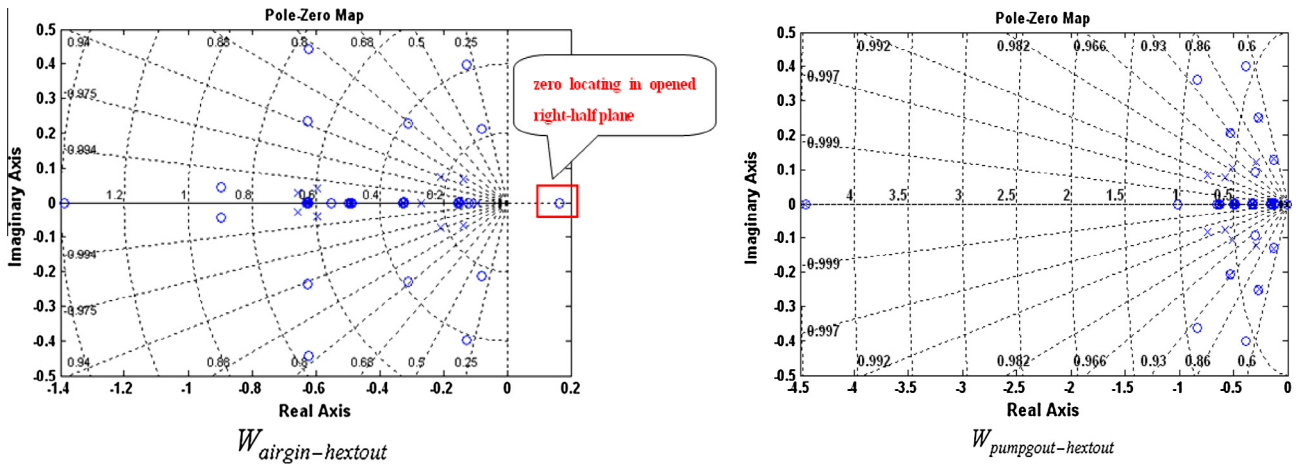 Pole-Zero Map
0.94 0.88 0.8 0.68 0.5 0.25
0.975
0.994
1.2 1 0.8 0.6 0.4 0.2
0.994
0.975
0.94 0.88 0.8 0.68 0.5 0.25
0.5
0.4
0.3
0.2
0.1
0
-0.1
-0.2
-0.3
-0.4
-0.5
Imaginary Axis
-1.4 -1.2 -1 -0.8 -0.6 -0.4 -0.2 0 0.2
Real Axis
zero locating in opened
right-half plane
W airgin-hextout
Pole-Zero Map
0.992 0.982 0.966 0.93 0.86 0.6
0.997
0.999
4 3.5 3 2.5 2 1.5 1 0.5
0.999
0.997
0.992 0.982 0.966 0.93 0.86 0.6
0.5
0.4
0.3
0.2
0.1
0
-0.1
-0.2
-0.3
-0.4
-0.5
Imaginary Axis
-4.5 -4 -3.5 -3 -2.5 -2 -1.5 -1 -0.5 0
Real Axis
W pumpgout-hextout